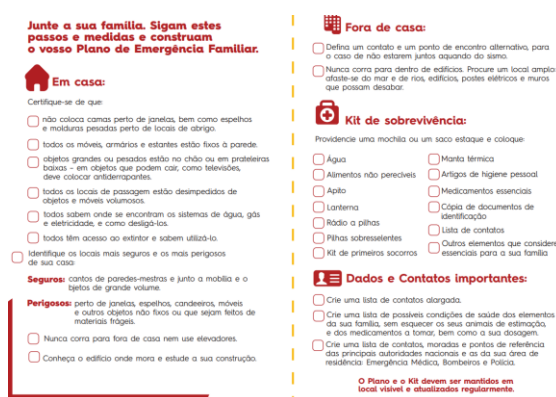 Junte a sua família. Sigam estes
passos e medidas e construam
o vosso Plano de Emergência Familiar.
Em casa:
Certifique-se de que:
não coloca camas perto de janelas, bem como espelhos
e molduras pesadas perto de locais de abrigo.
todos os móveis, armários e estantes estão fixos à parede.
objetos grandes ou pesados estão no chão ou em prateleiras
baixas – em objetos que podem cair, como televisões,
deve colocar antiderrapantes.
todos os locais de passagem estão desimpedidos de
objetos e móveis volumosos.
todos sabem onde se encontram os sistemas de água, gás
e eletricidade, e como desligá-los.
todos têm acesso ao extintor e sabem utilizá-lo.
Identifique os locais mais seguros e os mais perigosos
de sua casa:
Seguros: cantos de paredes-mestras e junto a mobília e o
bjetos de grande volume.
Perigosos: perto de janelas, espelhos, candeeiros, móveis
e outros objetos não fixos ou que sejam feitos de
materiais frágeis.
Nunca corra para fora de casa nem use elevadores.
Conheça o edifício onde mora e estude a sua construção.
Fora de casa:
Defina um contato e um ponto de encontro alternativo, para
o caso de não estarem juntos aquando do sismo.
Nunca corra para dentro de edifícios. Procure um local amplo:
afaste-se do mar e de rios, edifícios, postes elétricos e muros
que possam desabar.
Kit de sobrevivência:
Providencie uma mochila ou um saco estaque e coloque:
Água
Alimentos não perecíveis
Apito
Lanterna
Rádio a pilhas
Pilhas sobresselentes
Kit de primeiros socorros
Manta térmica
Artigos de higiene pessoal
Medicamentos essenciais
Cópia de documentos de
identificação
Lista de contatos
Outros elementos que considere
essenciais para a sua família
Dados e Contatos importantes:
Crie uma lista de contatos alargada.
Crie uma lista de possíveis condições de saúde dos elementos
da sua família, sem esquecer os seus animais de estimação,
e dos medicamentos a tomar, bem como a sua dosagem.
Crie uma lista de contatos, moradas e pontos de referência
das principais autoridades nacionais e as da sua área de
residência: Emergência Médica, Bombeiros e Polícia.
O Plano e o Kit devem ser mantidos em
local visível e atualizados regularmente.